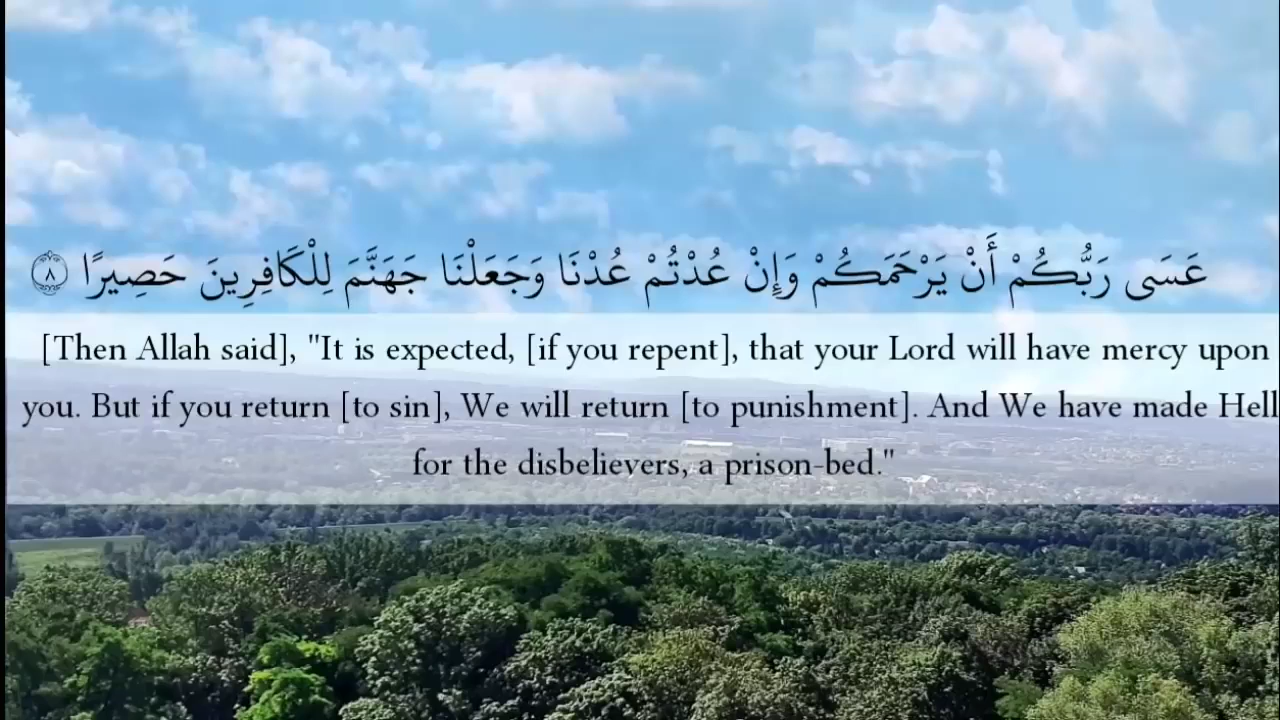 عَسَى رَبُّكُمْ أَنْ يَرْحَمَكُمْ وَإِنْ عُدْتُمْ عُدْنَا وَجَعَلْنَا جَهَنَّمَ لِلْكَافِرِينَ حَصِيرًا ۝٨
[Then Allah said], "It is expected, [if you repent], that your Lord will have mercy upon
you. But if you return [to sin], We will return [to punishment]. And We have made Hell
for the disbelievers, a prison-bed."